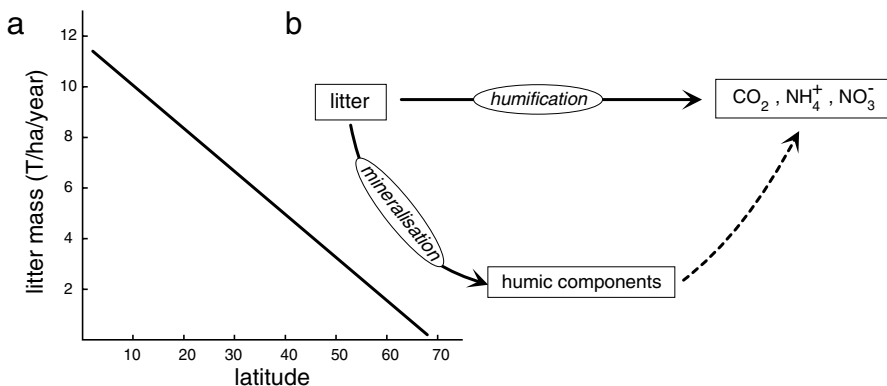 a
b
12
10
8
6
4
2
litter mass (T/ha/year)
10 20 30 40 50 60 70
latitude
litter
humification
CO₂ , NH₄⁺ , NO₃⁻
mineralisation
humic components